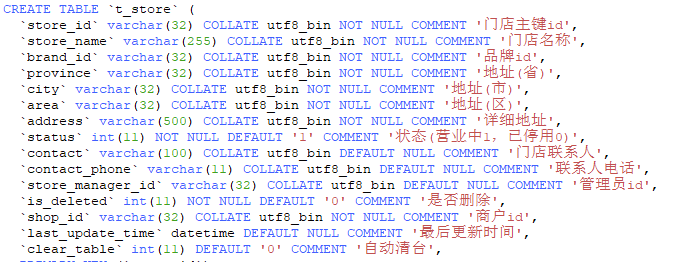 CREATE TABLE `t_store` (
`store_id` varchar(32) COLLATE utf8_bin NOT NULL COMMENT '门店主键id',
`store_name` varchar(255) COLLATE utf8_bin NOT NULL COMMENT '门店名称',
`brand_id` varchar(32) COLLATE utf8_bin NOT NULL COMMENT '品牌id',
`province` varchar(32) COLLATE utf8_bin NOT NULL COMMENT '地址(省)',
`city` varchar(32) COLLATE utf8_bin NOT NULL COMMENT '地址(市)',
`area` varchar(32) COLLATE utf8_bin NOT NULL COMMENT '地址(区)',
`address` varchar(500) COLLATE utf8_bin NOT NULL COMMENT '详细地址',
`status` int(11) NOT NULL DEFAULT '1' COMMENT '状态(营业中1，已停用0)',
`contact` varchar(100) COLLATE utf8_bin DEFAULT NULL COMMENT '门店联系人',
`contact_phone` varchar(11) COLLATE utf8_bin DEFAULT NULL COMMENT '联系人电话',
`store_manager_id` varchar(32) COLLATE utf8_bin DEFAULT NULL COMMENT '管理员id',
`is_deleted` int(11) NOT NULL DEFAULT '0' COMMENT '是否删除',
`shop_id` varchar(32) COLLATE utf8_bin NOT NULL COMMENT '商户id',
`last_update_time` datetime DEFAULT NULL COMMENT '最后更新时间',
`clear_table` int(11) DEFAULT '0' COMMENT '自动清台',